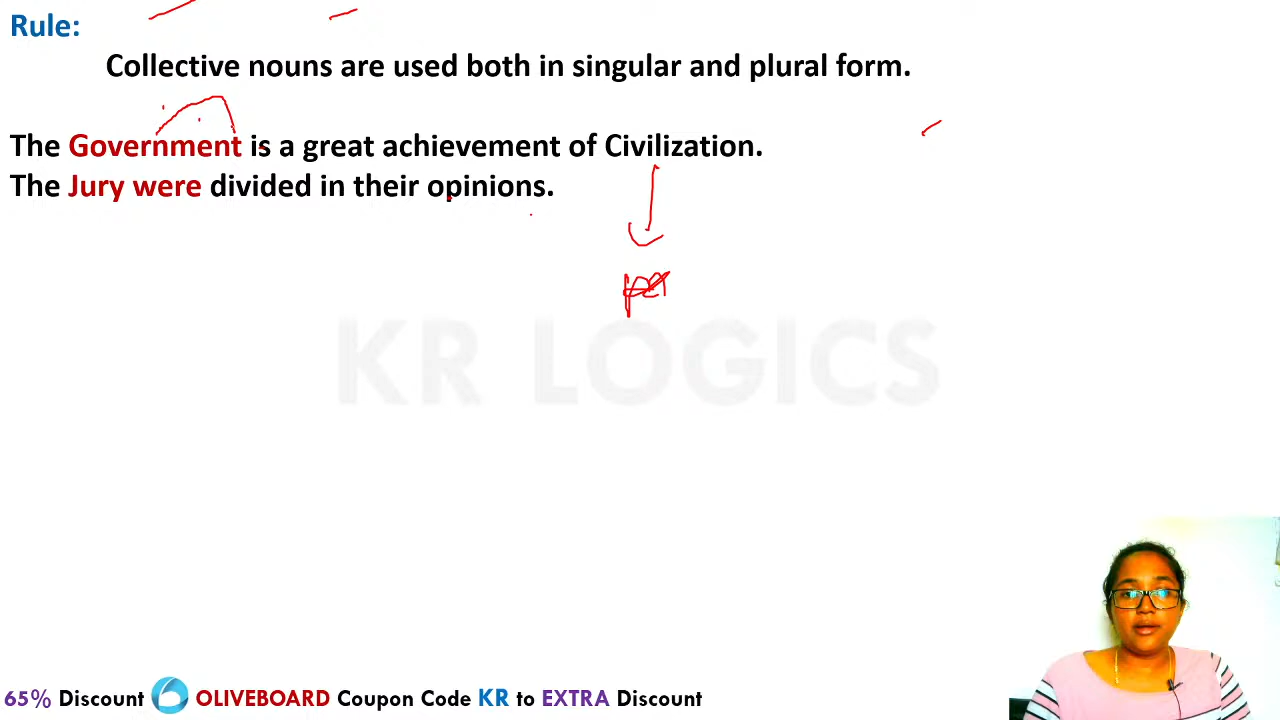 Rule:
Collective nouns are used both in singular and plural form.
The Government is a great achievement of Civilization.
The Jury were divided in their opinions.
KR LOGICS
65% Discount OLIVEBOARD Coupon Code KR to EXTRA Discount